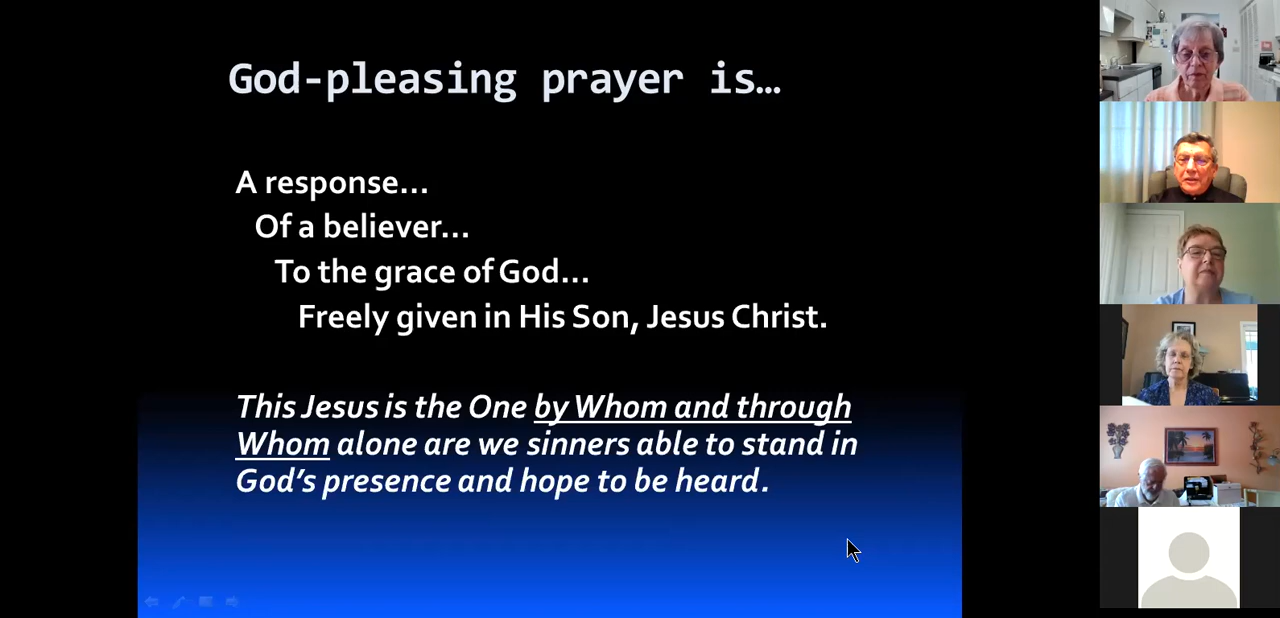 God-pleasing prayer is…
A response…
Of a believer…
To the grace of God…
Freely given in His Son, Jesus Christ.
This Jesus is the One by Whom and through
Whom alone are we sinners able to stand in
God’s presence and hope to be heard.